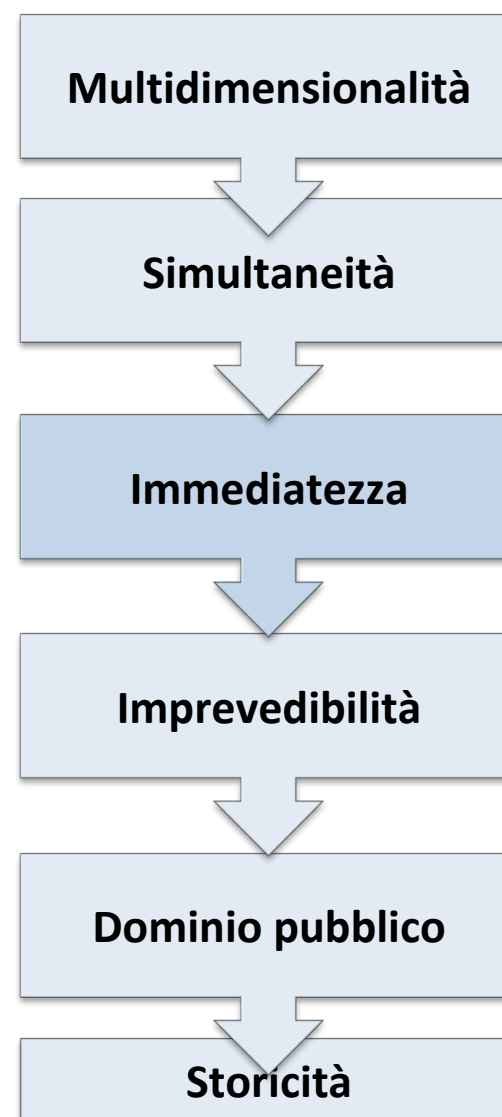 Multidimensionalità
Simultaneità
Immediatezza
Imprevedibilità
Dominio pubblico
Storicità